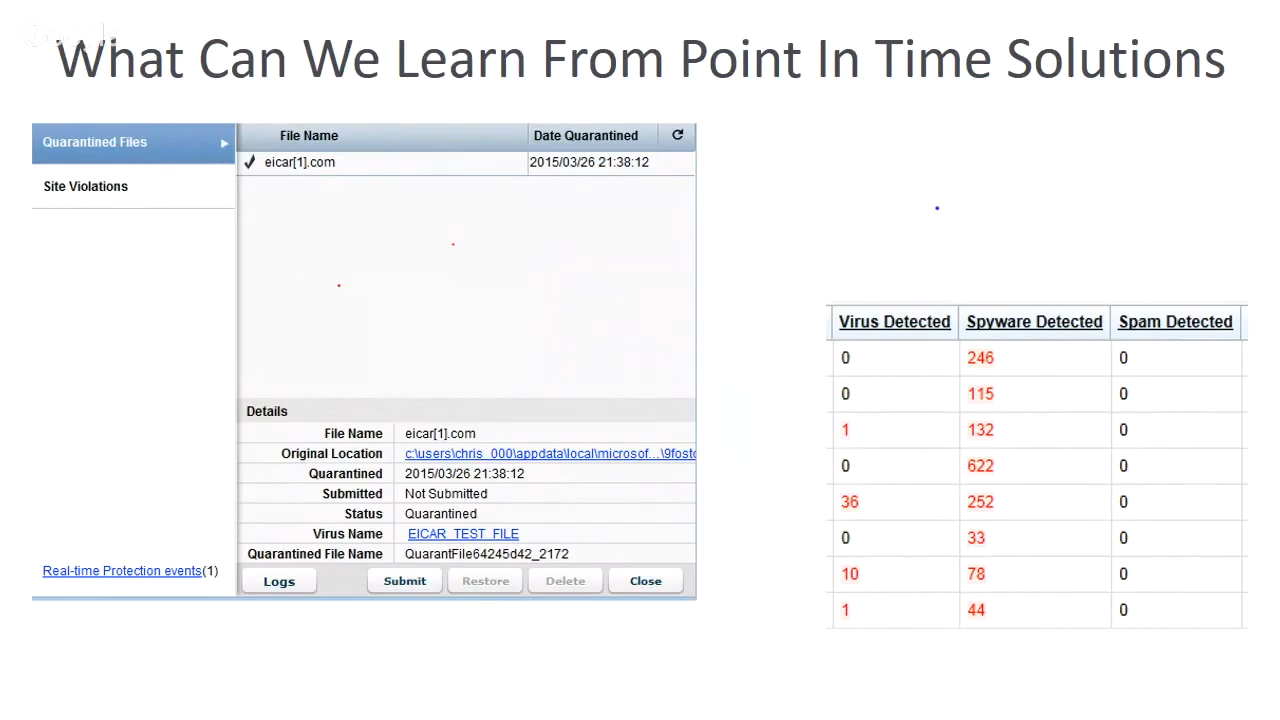 Google
What Can We Learn From Point In Time Solutions
Quarantined Files
Site Violations
Real-time Protection events(1)
File Name Date Quarantined
eicar[1].com 2015/03/26 21:38:12
Details
File Name eicar[1].com
Original Location c:\users\chris_000\appdata\local\microsof...\9fosto
Quarantined 2015/03/26 21:38:12
Submitted Not Submitted
Status Quarantined
Virus Name EICAR_TEST_FILE
Quarantined File Name QuarantFile64245d42_2172
Logs Submit Restore Delete Close
Virus Detected Spyware Detected Spam Detected
0 246 0
0 115 0
1 132 0
0 622 0
36 252 0
0 33 0
10 78 0
1 44 0